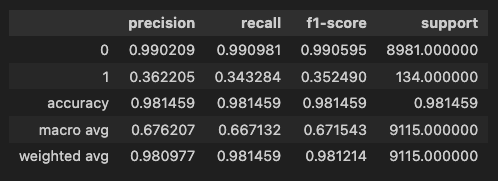 precision recall f1-score support
0 0.990209 0.990981 0.990595 8981.000000
1 0.362205 0.343284 0.352490 134.000000
accuracy 0.981459 0.981459 0.981459 0.981459
macro avg 0.676207 0.667132 0.671543 9115.000000
weighted avg 0.980977 0.981459 0.981214 9115.000000